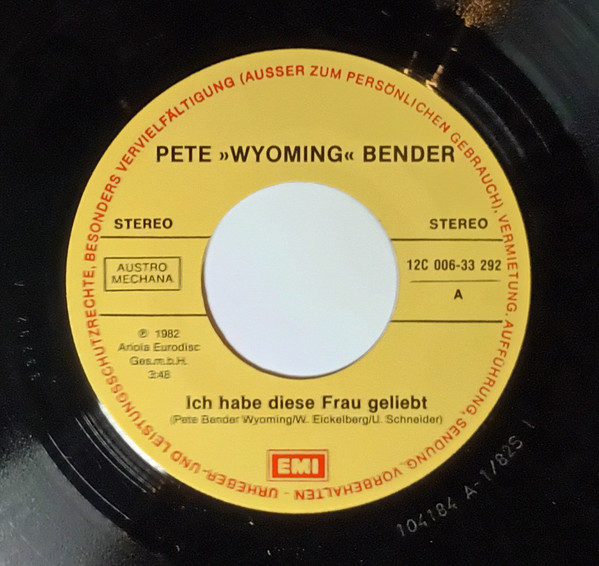 URHEBER- UND LEISTUNGSSCHUTZRECHTE, BESONDERS VERVIELFÄLTIGUNG (AUSSER ZUM PERSÖNLICHEN GEBRAUCH), VERMIETUNG, AUFFÜHRUNG, SENDUNG, VORBEHALTEN -
PETE »WYOMING« BENDER
STEREO
STEREO
AUSTRO
MECHANA
12C 006-33 292
A
℗ 1982
Ariola Eurodisc
Ges.m.b.H.
3:48
Ich habe diese Frau geliebt
(Pete Bender Wyoming/W. Eickelberg/U. Schneider)
EMI
104184 A-1/825 I